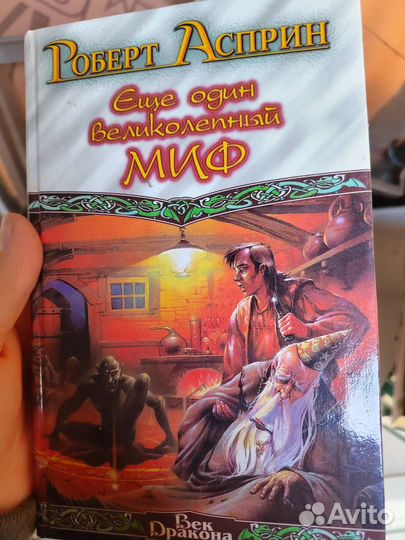 Роберт Асприн
Еще один
великолепный
МИФ
Век
Дракона
Avito